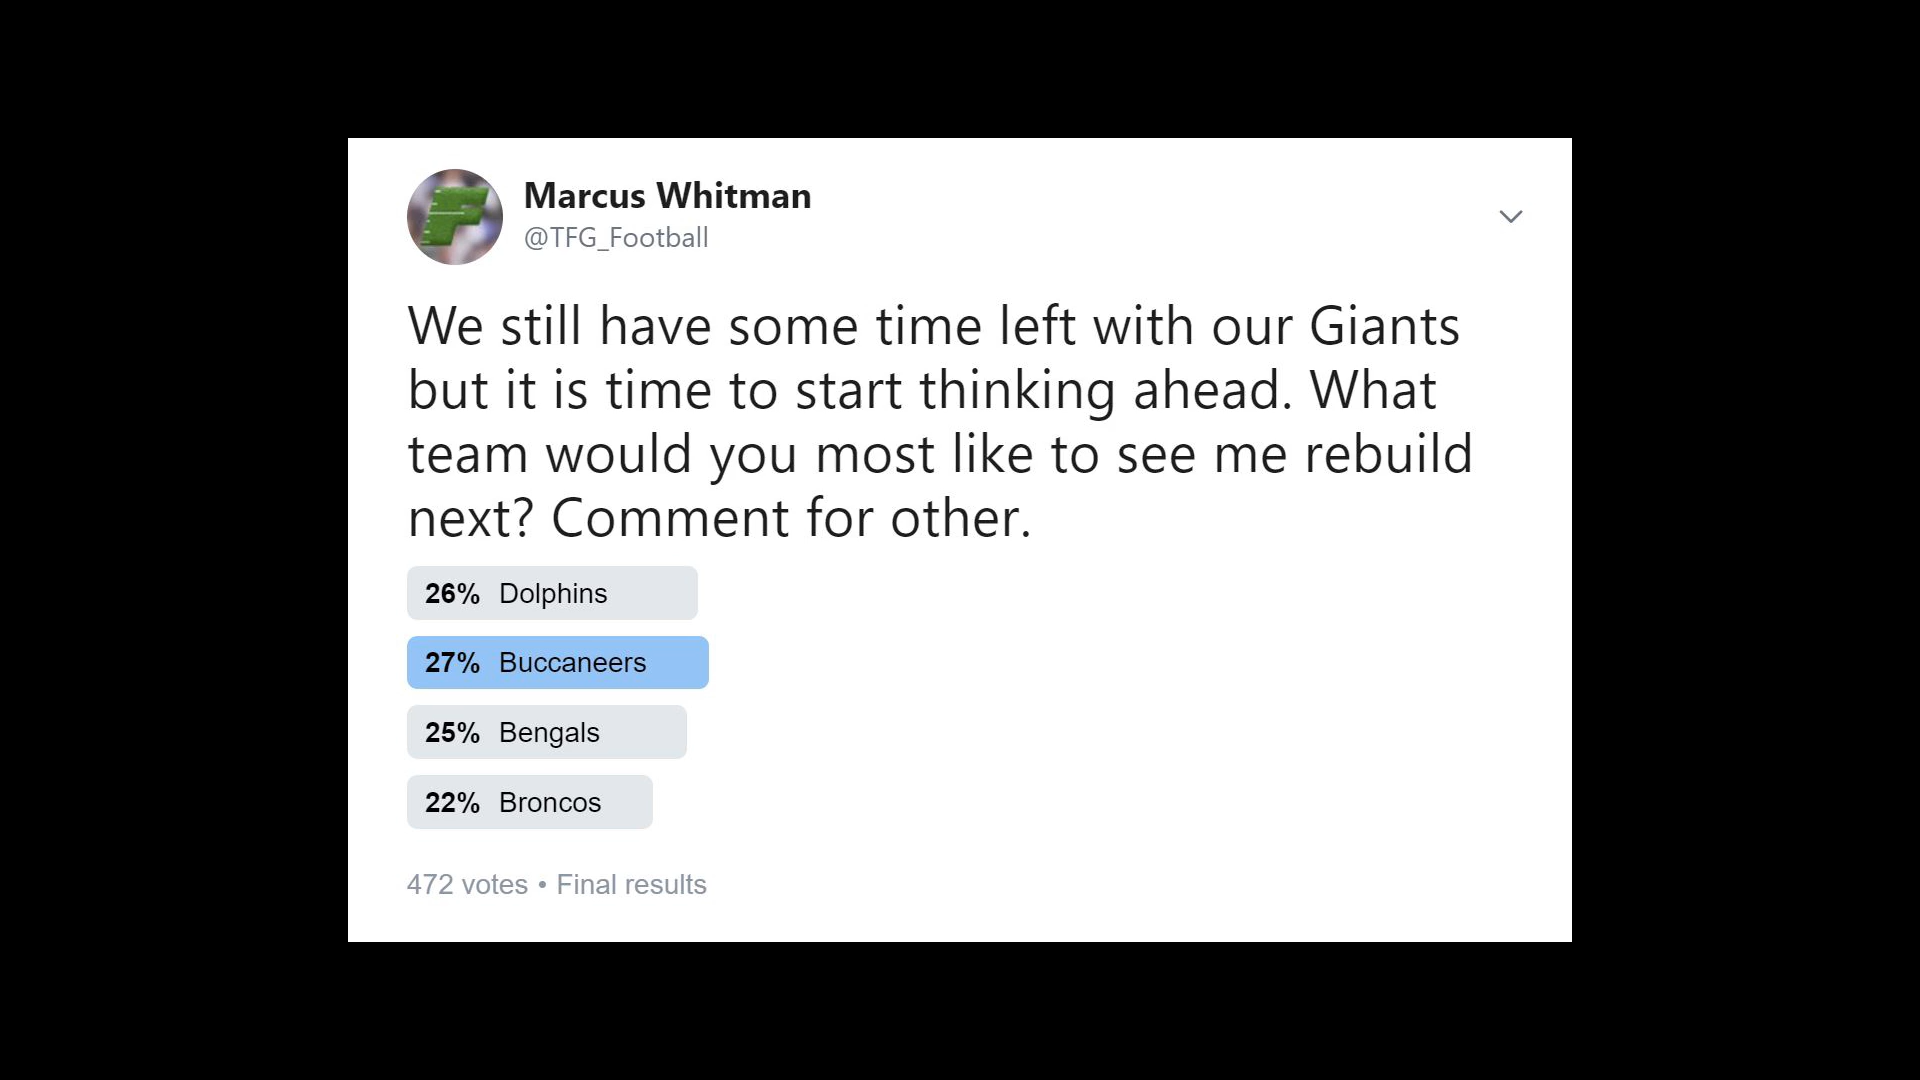 Marcus Whitman
@TFG_Football
We still have some time left with our Giants
but it is time to start thinking ahead. What
team would you most like to see me rebuild
next? Comment for other.
26% Dolphins
27% Buccaneers
25% Bengals
22% Broncos
472 votes • Final results